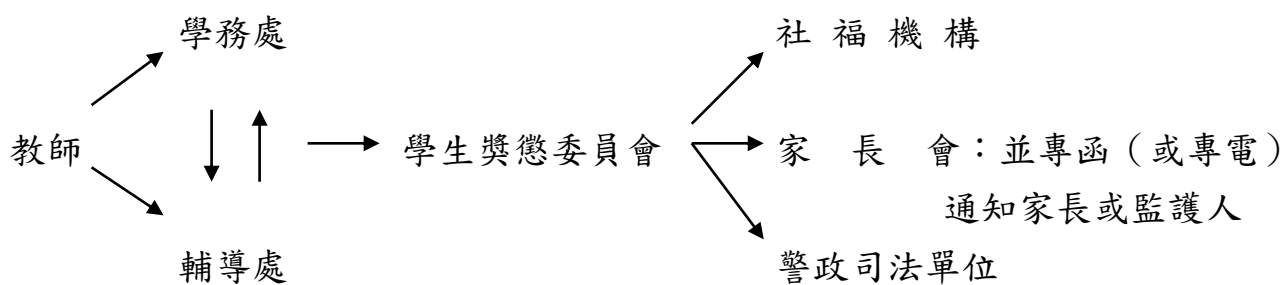 學務處
社 福 機 構
教師
學生獎懲委員會
家 長 會：並專函（或專電）
通知家長或監護人
輔導處
警政司法單位